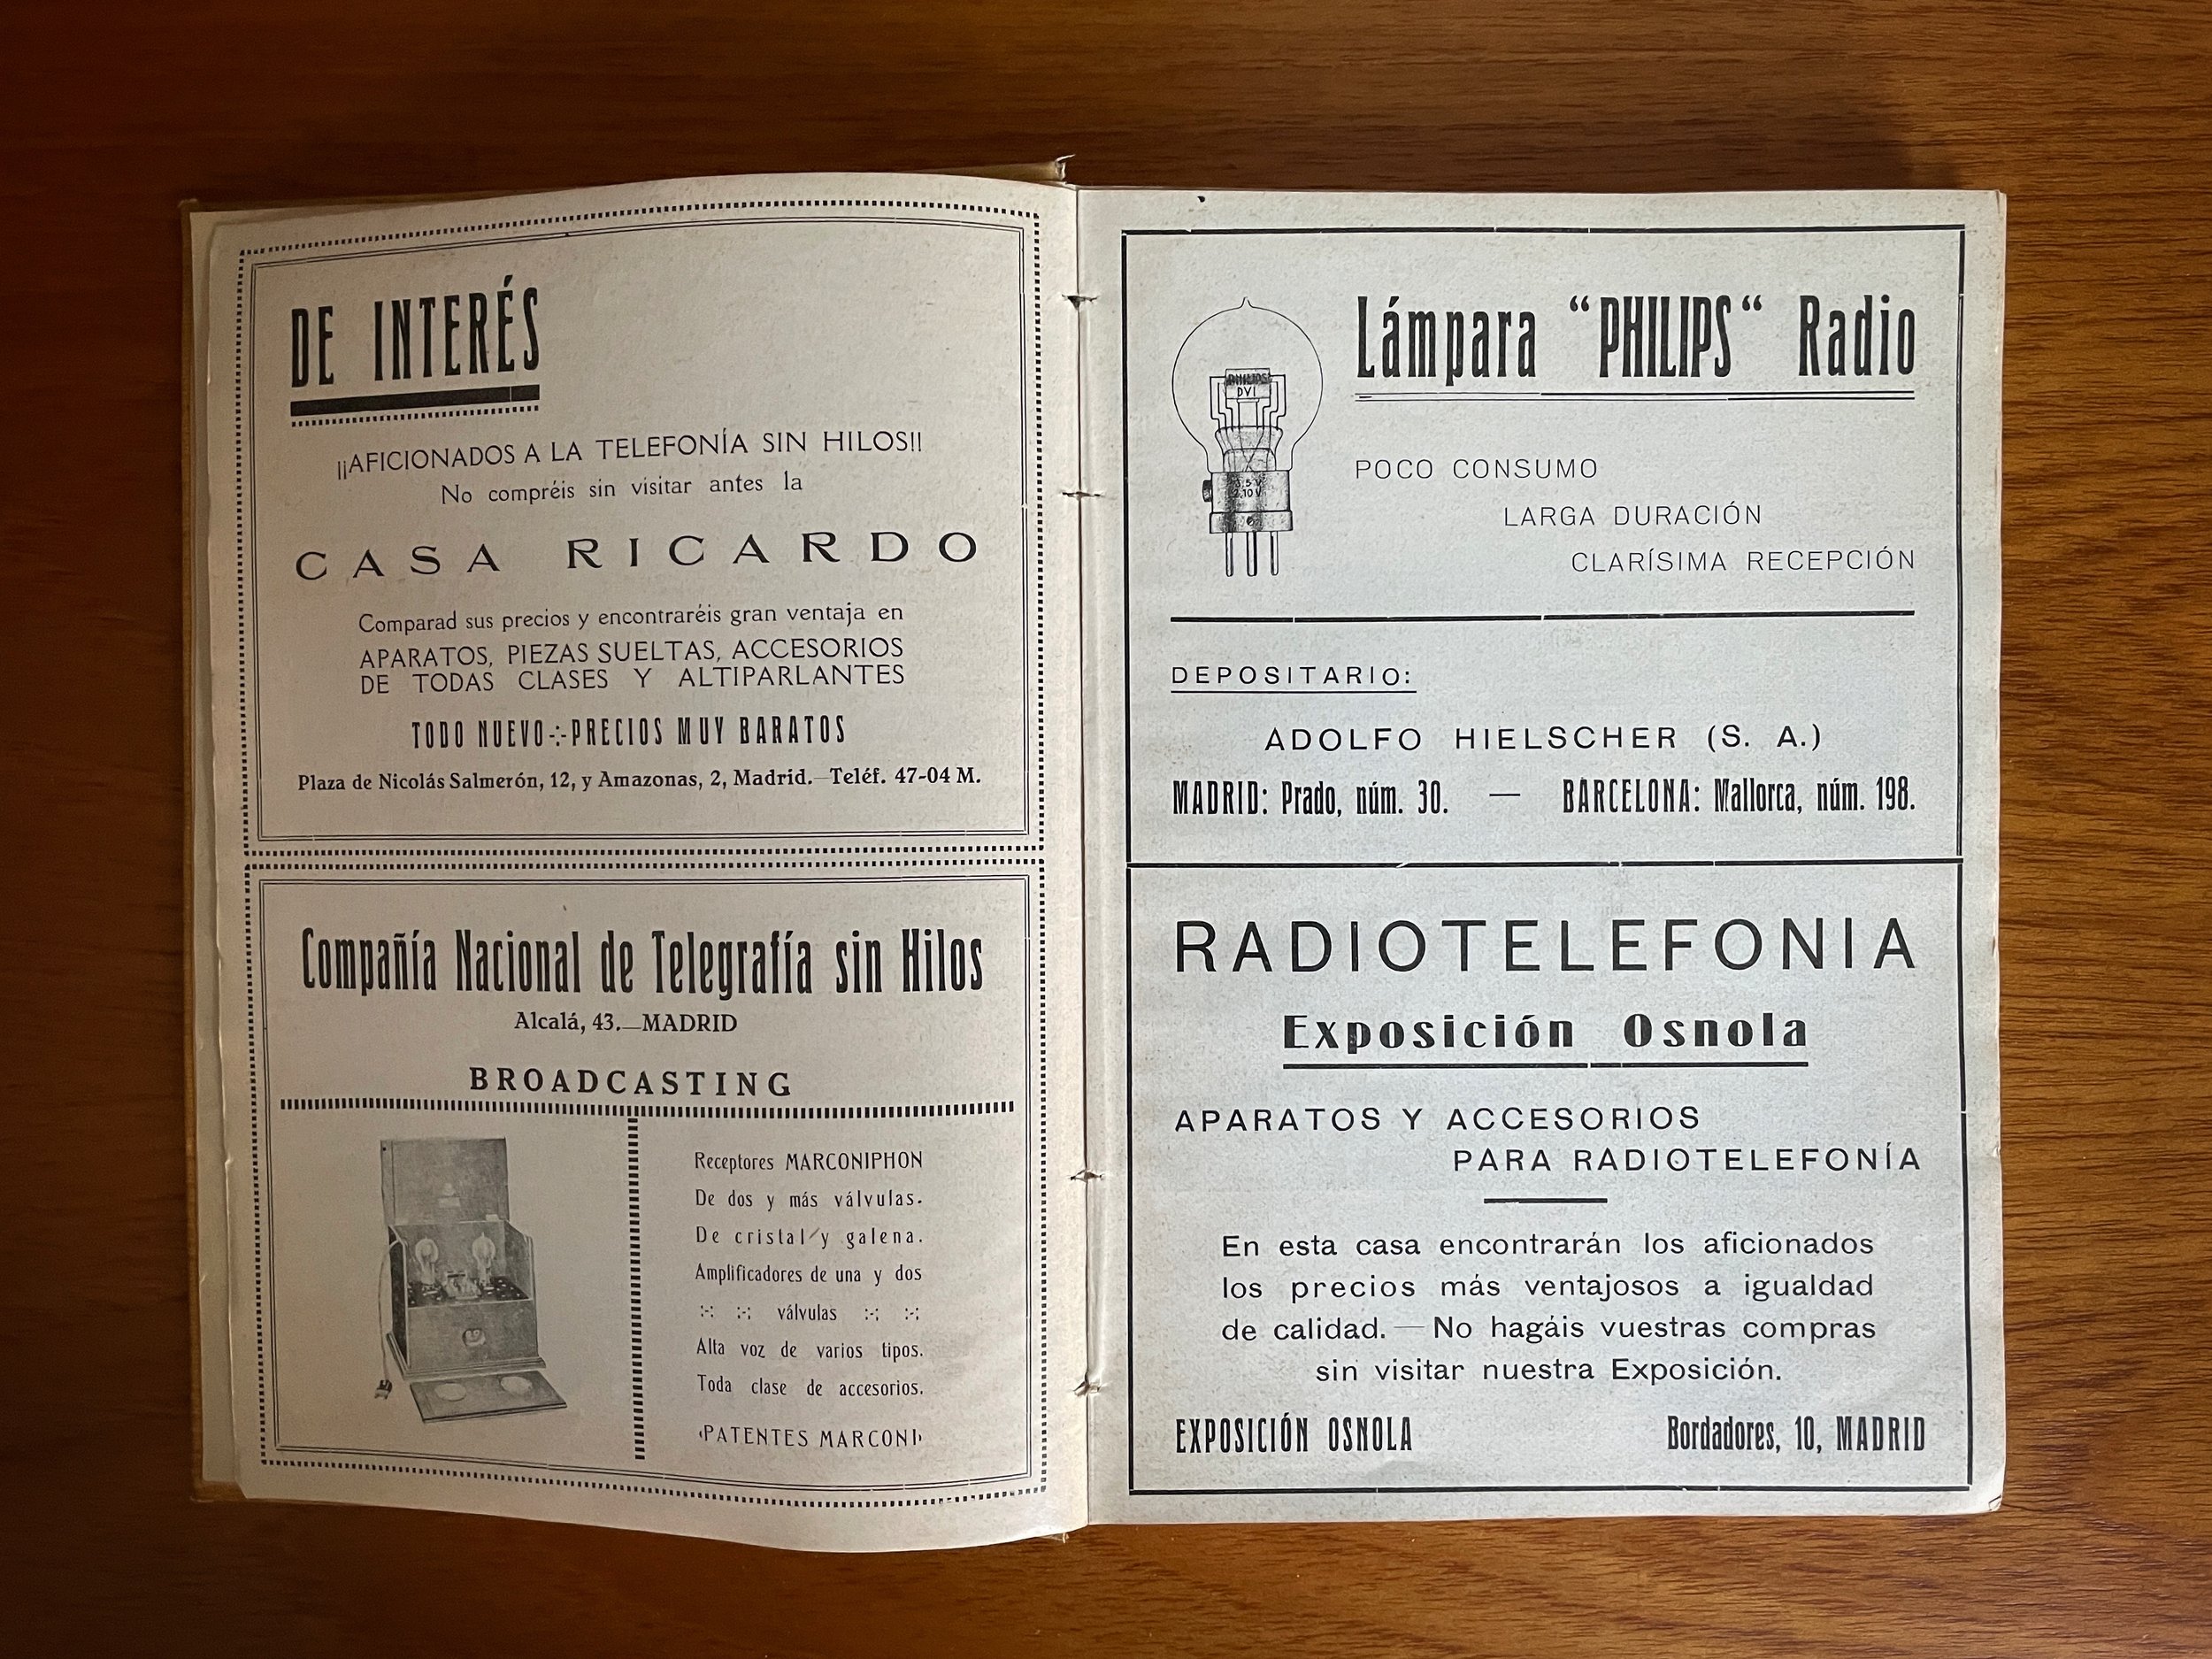 DE INTERÉS
¡¡AFICIONADOS A LA TELEFONÍA SIN HILOS!!
No compréis sin visitar antes la
CASA RICARDO
Comparad sus precios y encontraréis gran ventaja en
APARATOS, PIEZAS SUELTAS, ACCESORIOS
DE TODAS CLASES Y ALTIPARLANTES
TODO NUEVO-:-PRECIOS MUY BARATOS
Plaza de Nicolás Salmerón, 12, y Amazonas, 2, Madrid.—Teléf. 47-04 M.
Compañía Nacional de Telegrafía sin Hilos
Alcalá, 43.—MADRID
BROADCASTING
Receptores MARCONIPHON
De dos y más válvulas.
De cristal y galena.
Amplificadores de una y dos
:-: :-: válvulas :-: :-:
Alta voz de varios tipos.
Toda clase de accesorios.
(PATENTES MARCONI)
Lámpara “PHILIPS“ Radio
PHILIPS
DVI
3,5 V
2.10 V
POCO CONSUMO
LARGA DURACIÓN
CLARÍSIMA RECEPCIÓN
DEPOSITARIO:
ADOLFO HIELSCHER (S. A.)
MADRID: Prado, núm. 30. — BARCELONA: Mallorca, núm. 198.
RADIOTELEFONIA
Exposición Osnola
APARATOS Y ACCESORIOS
PARA RADIOTELEFONÍA
En esta casa encontrarán los aficionados
los precios más ventajosos a igualdad
de calidad. — No hagáis vuestras compras
sin visitar nuestra Exposición.
EXPOSICIÓN OSNOLA Bordadores, 10, MADRID